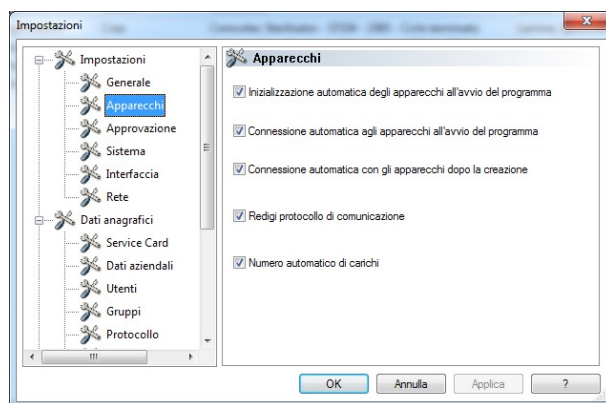 Impostazioni
Impostazioni
Generale
Apparecchi
Approvazione
Sistema
Interfaccia
Rete
Dati anagrafici
Service Card
Dati aziendali
Utenti
Gruppi
Protocollo
Apparecchi
Inizializzazione automatica degli apparecchi all'avvio del programma
Connessione automatica agli apparecchi all'avvio del programma
Connessione automatica con gli apparecchi dopo la creazione
Redigi protocollo di comunicazione
Numero automatico di carichi
OK
Annulla
Applica
?